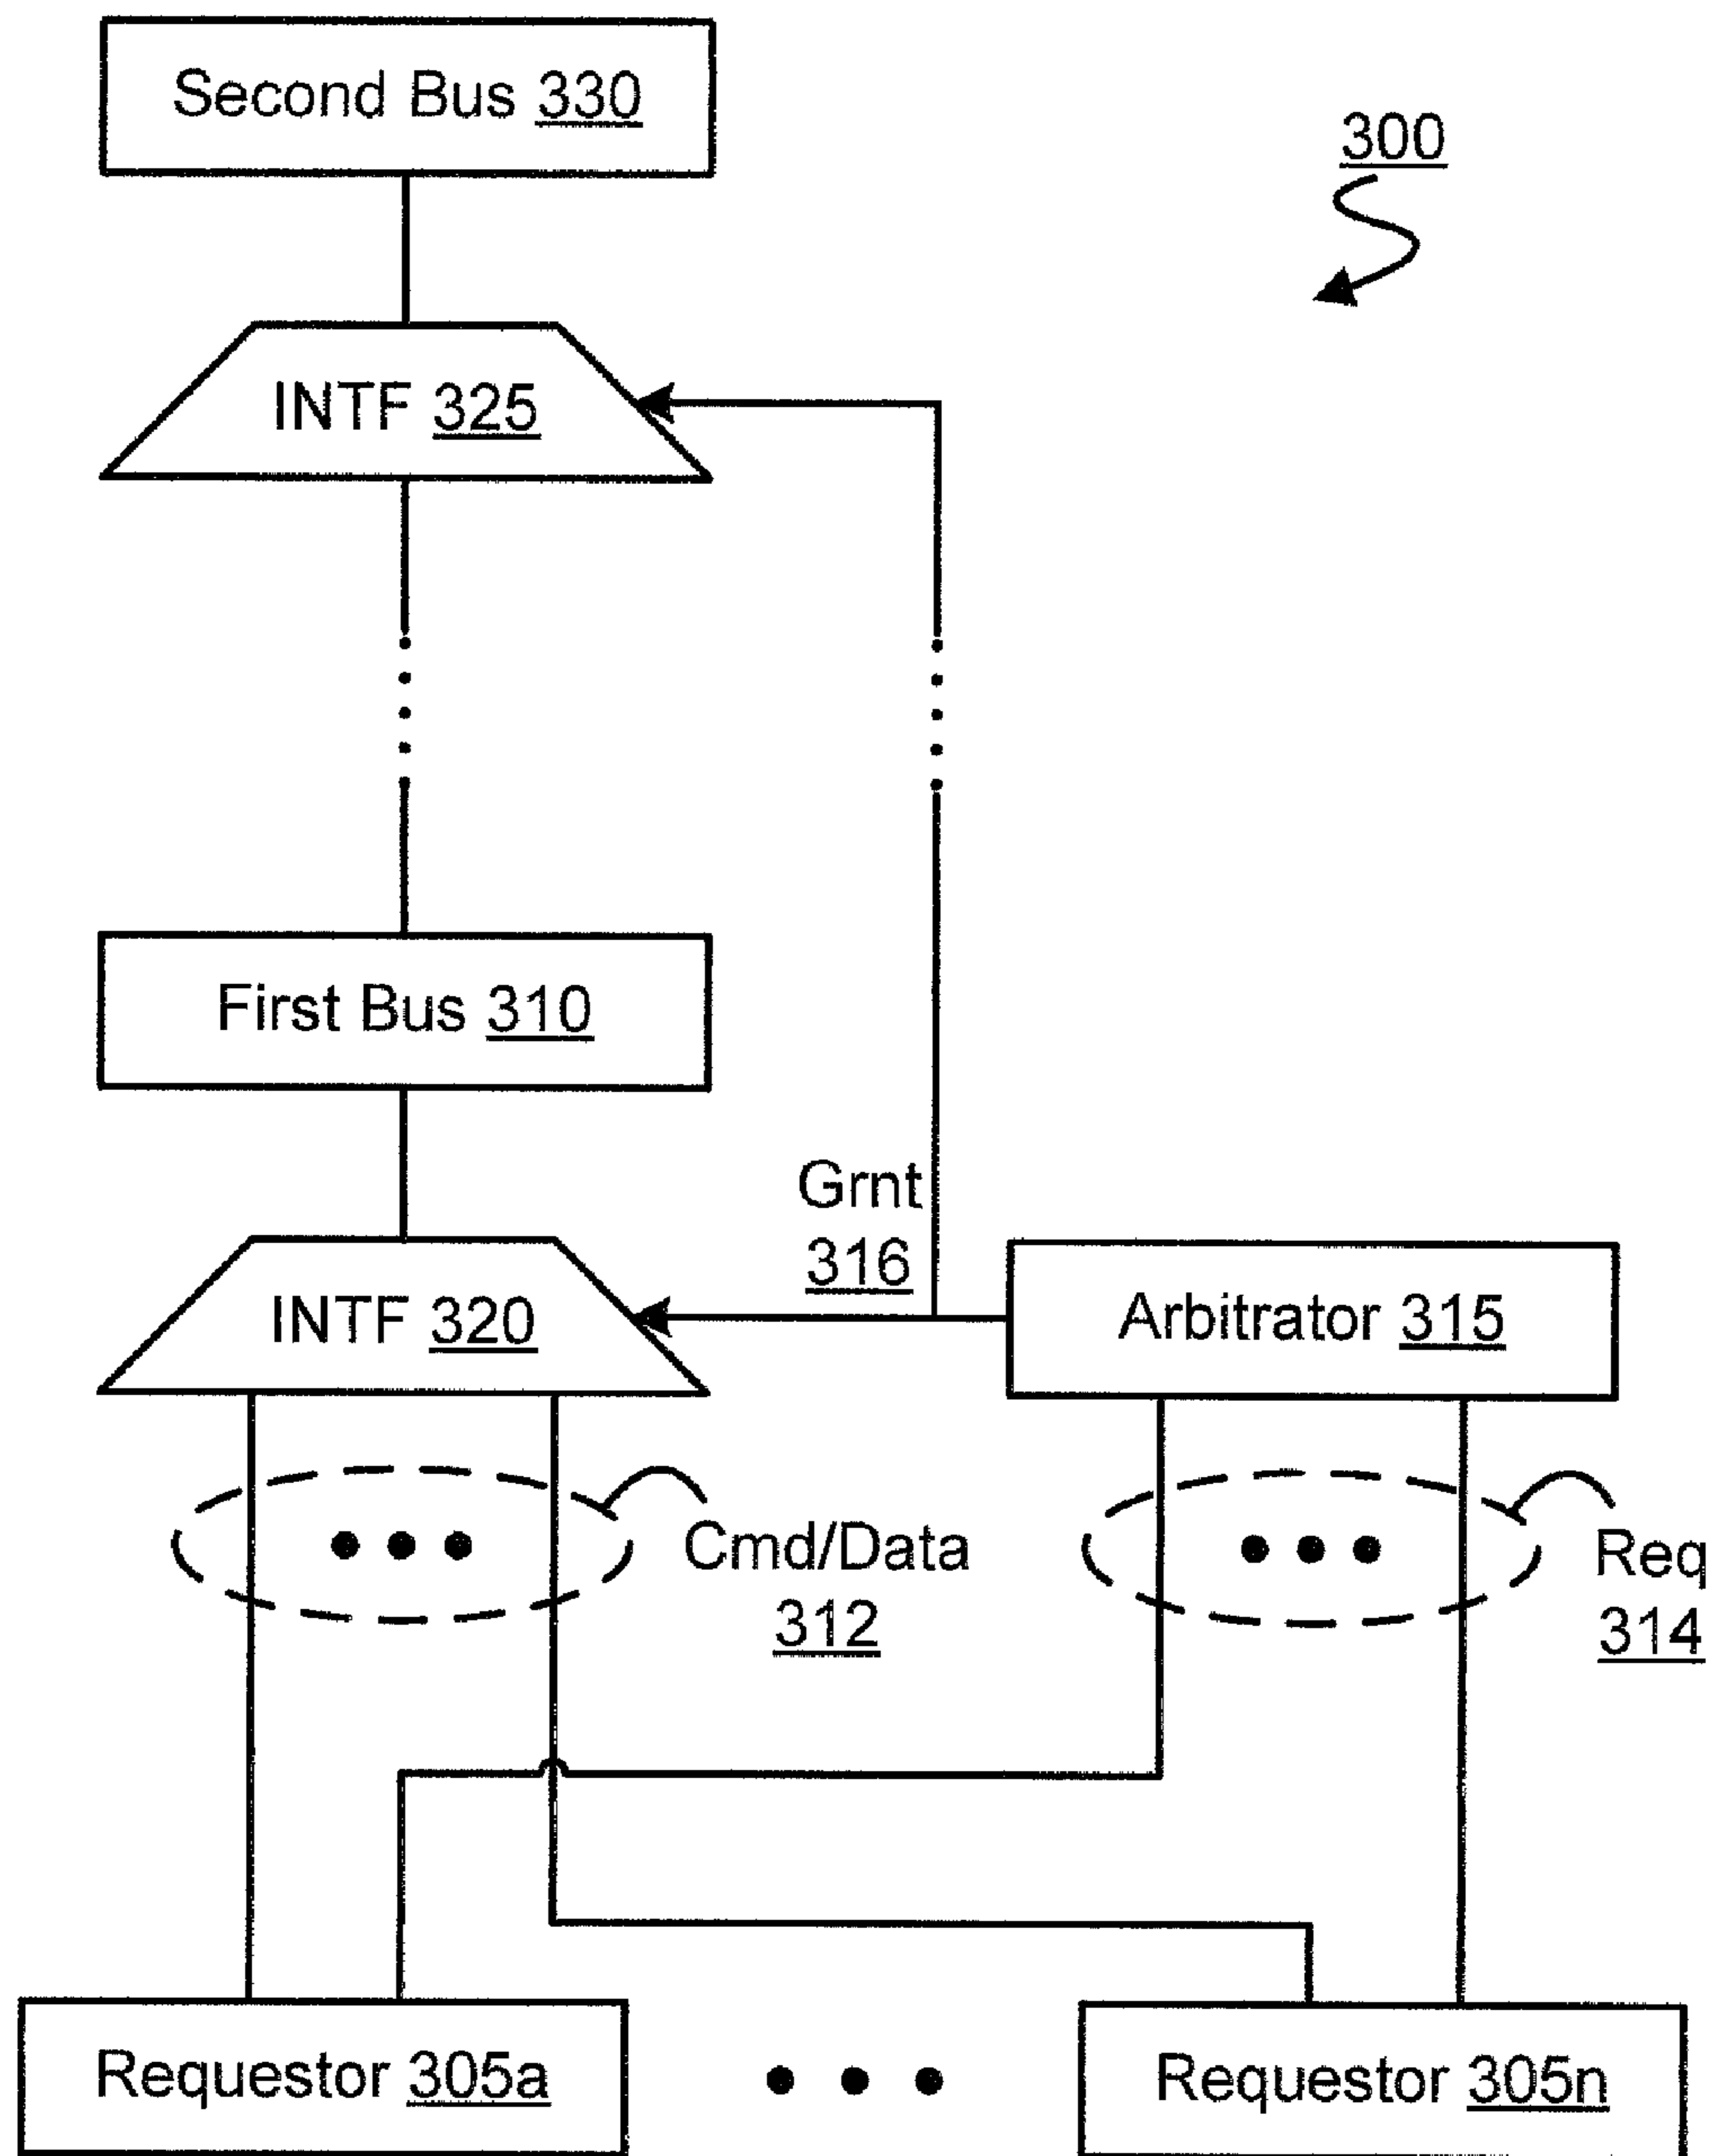 Second Bus 330
300
INTF 325
First Bus 310
Grnt
316
INTF 320
Arbitrator 315
Cmd/Data
312
Req
314
Requestor 305a
Requestor 305n